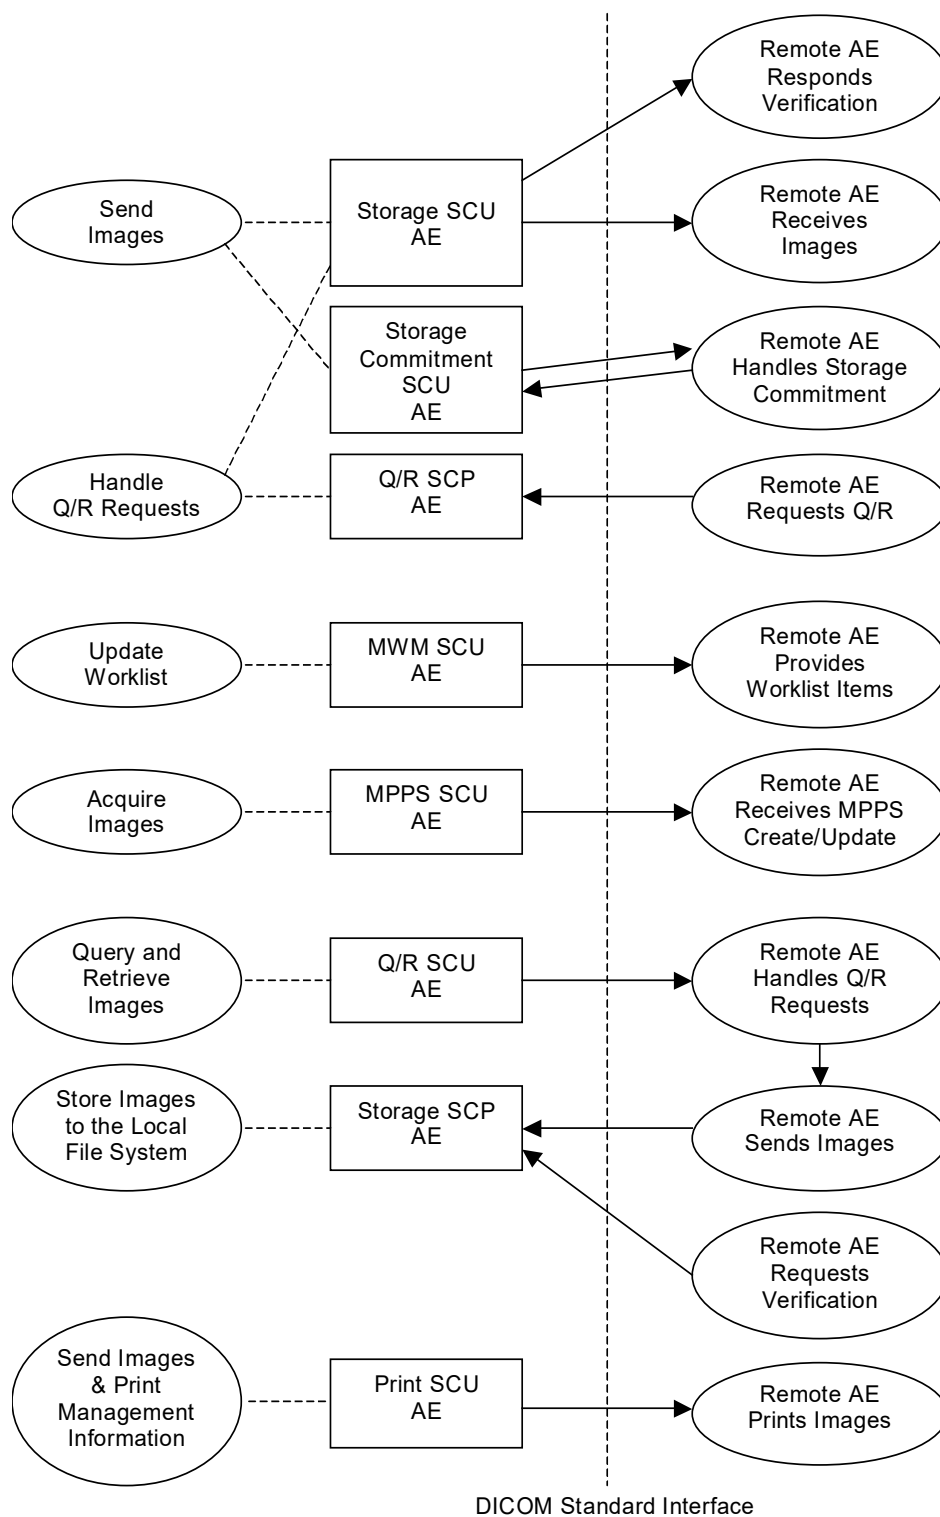 Remote AE
Responds
Verification
Send
Images
Storage SCU
AE
Remote AE
Receives
Images
Storage
Commitment
SCU
AE
Remote AE
Handles Storage
Commitment
Handle
Q/R Requests
Q/R SCP
AE
Remote AE
Requests Q/R
Update
Worklist
MWM SCU
AE
Remote AE
Provides
Worklist Items
Acquire
Images
MPPS SCU
AE
Remote AE
Receives MPPS
Create/Update
Query and
Retrieve
Images
Q/R SCU
AE
Remote AE
Handles Q/R
Requests
Store Images
to the Local
File System
Storage SCP
AE
Remote AE
Sends Images
Remote AE
Requests
Verification
Send Images
& Print
Management
Information
Print SCU
AE
Remote AE
Prints Images
DICOM Standard Interface